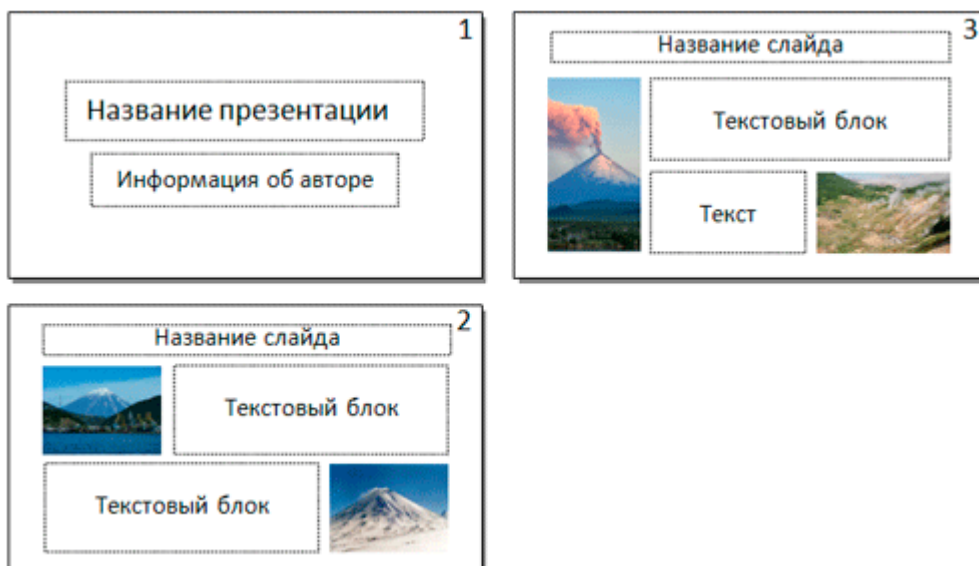 1
Название презентации
Информация об авторе
2
Название слайда
Текстовый блок
Текстовый блок
3
Название слайда
Текстовый блок
Текст